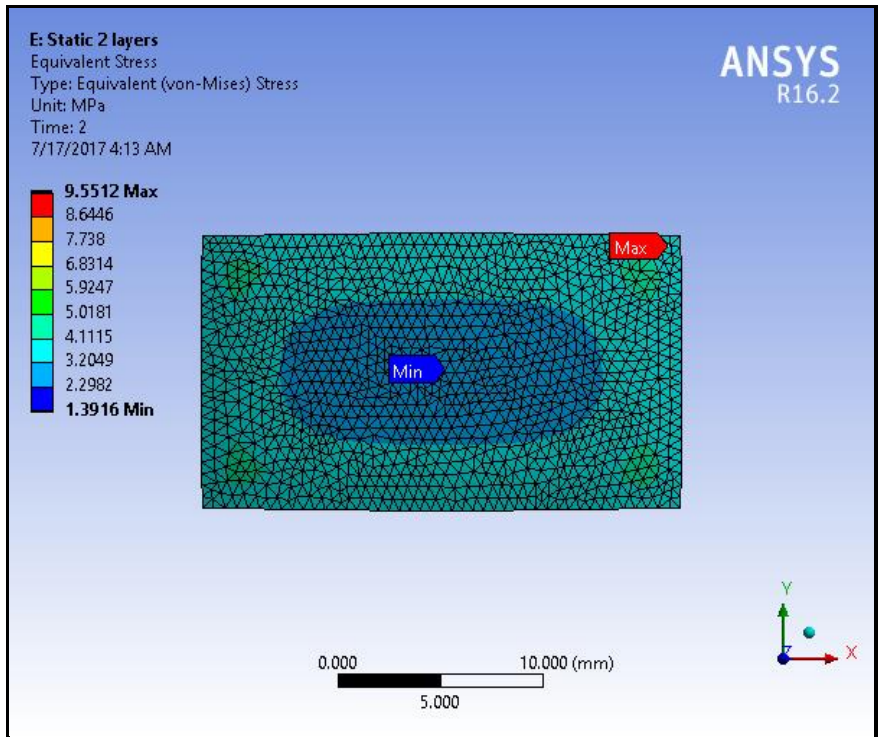 E: Static 2 layers
Equivalent Stress
Type: Equivalent (von-Mises) Stress
Unit: MPa
Time: 2
7/17/2017 4:13 AM
ANSYS
R16.2
9.5512 Max
8.6446
7.738
6.8314
5.9247
5.0181
4.1115
3.2049
2.2982
1.3916 Min
Max
Min
0.000
10.000 (mm)
5.000
Y
Z
X